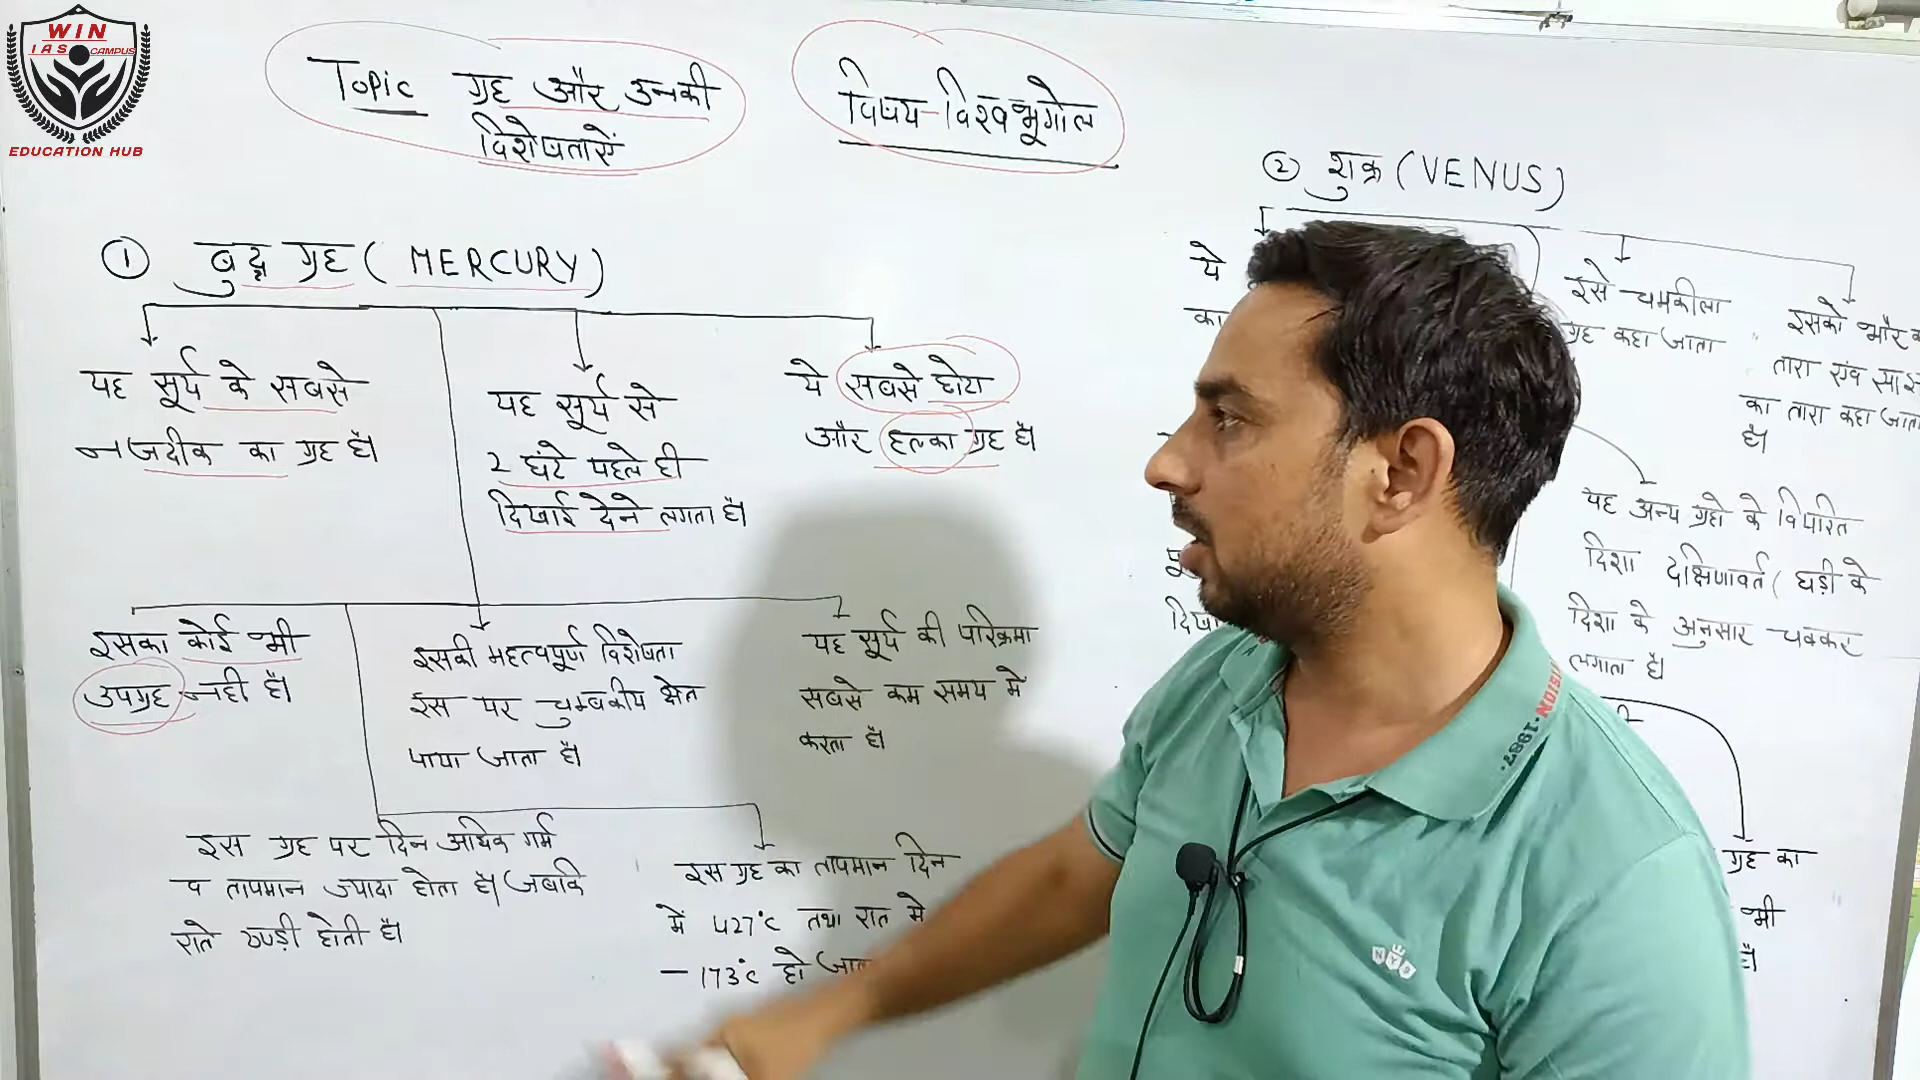 WIN
IAS CAMPUS
EDUCATION HUB
Topic ग्रह और उनकी
विशेषताऐं
विषय-विश्व भूगोल
① बुद्ध ग्रह ( MERCURY )
यह सूर्य के सबसे
नजदीक का ग्रह है।
यह सूर्य से
2 घंटे पहले ही
दिखाई देने लगता है।
ये सबसे छोटा
और हल्का ग्रह है।
इसका कोई भी
उपग्रह नही है।
इसकी महत्वपूर्ण विशेषता
इस पर चुम्बकीय क्षेत्र
पाया जाता है।
यह सूर्य की परिक्रमा
सबसे कम समय मे
करता है।
इस ग्रह पर दिन अधिक गर्म
व तापमान ज्यादा होता है। जबकि
राते ठण्डी होती है।
इस ग्रह का तापमान दिन
मे 427°c तथा रात मे
-173°c हो
② शुक्र ( VENUS )
ये
का
इसे चमकीला
ग्रह कहा जाता
इसको भौर
तारा एंव
का तारा कहा जाता
है।
यह अन्य ग्रहो के विपरित
दिशा दक्षिणावर्त ( घड़ी के
दिशा के अनुसार चक्कर
लगाता है।
ग्रह का
भी
है।
VISION • 1987 •
NYS